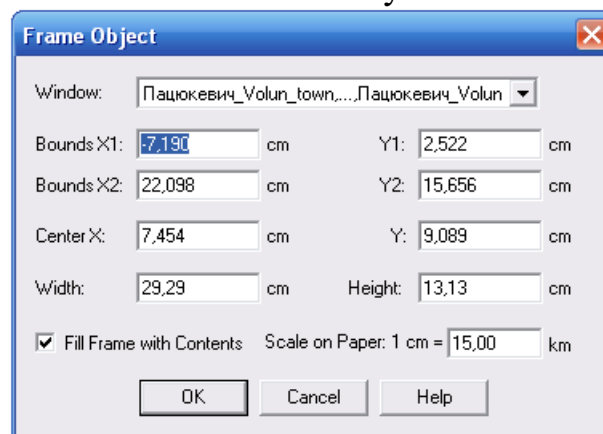 Frame Object
Window: Пацюкевич_Volun_town,...,Пацюкевич_Volun
Bounds X1: -7,190 cm Y1: 2,522 cm
Bounds X2: 22,098 cm Y2: 15,656 cm
Center X: 7,454 cm Y: 9,089 cm
Width: 29,29 cm Height: 13,13 cm
Fill Frame with Contents Scale on Paper: 1 cm = 15,00 km
OK Cancel Help